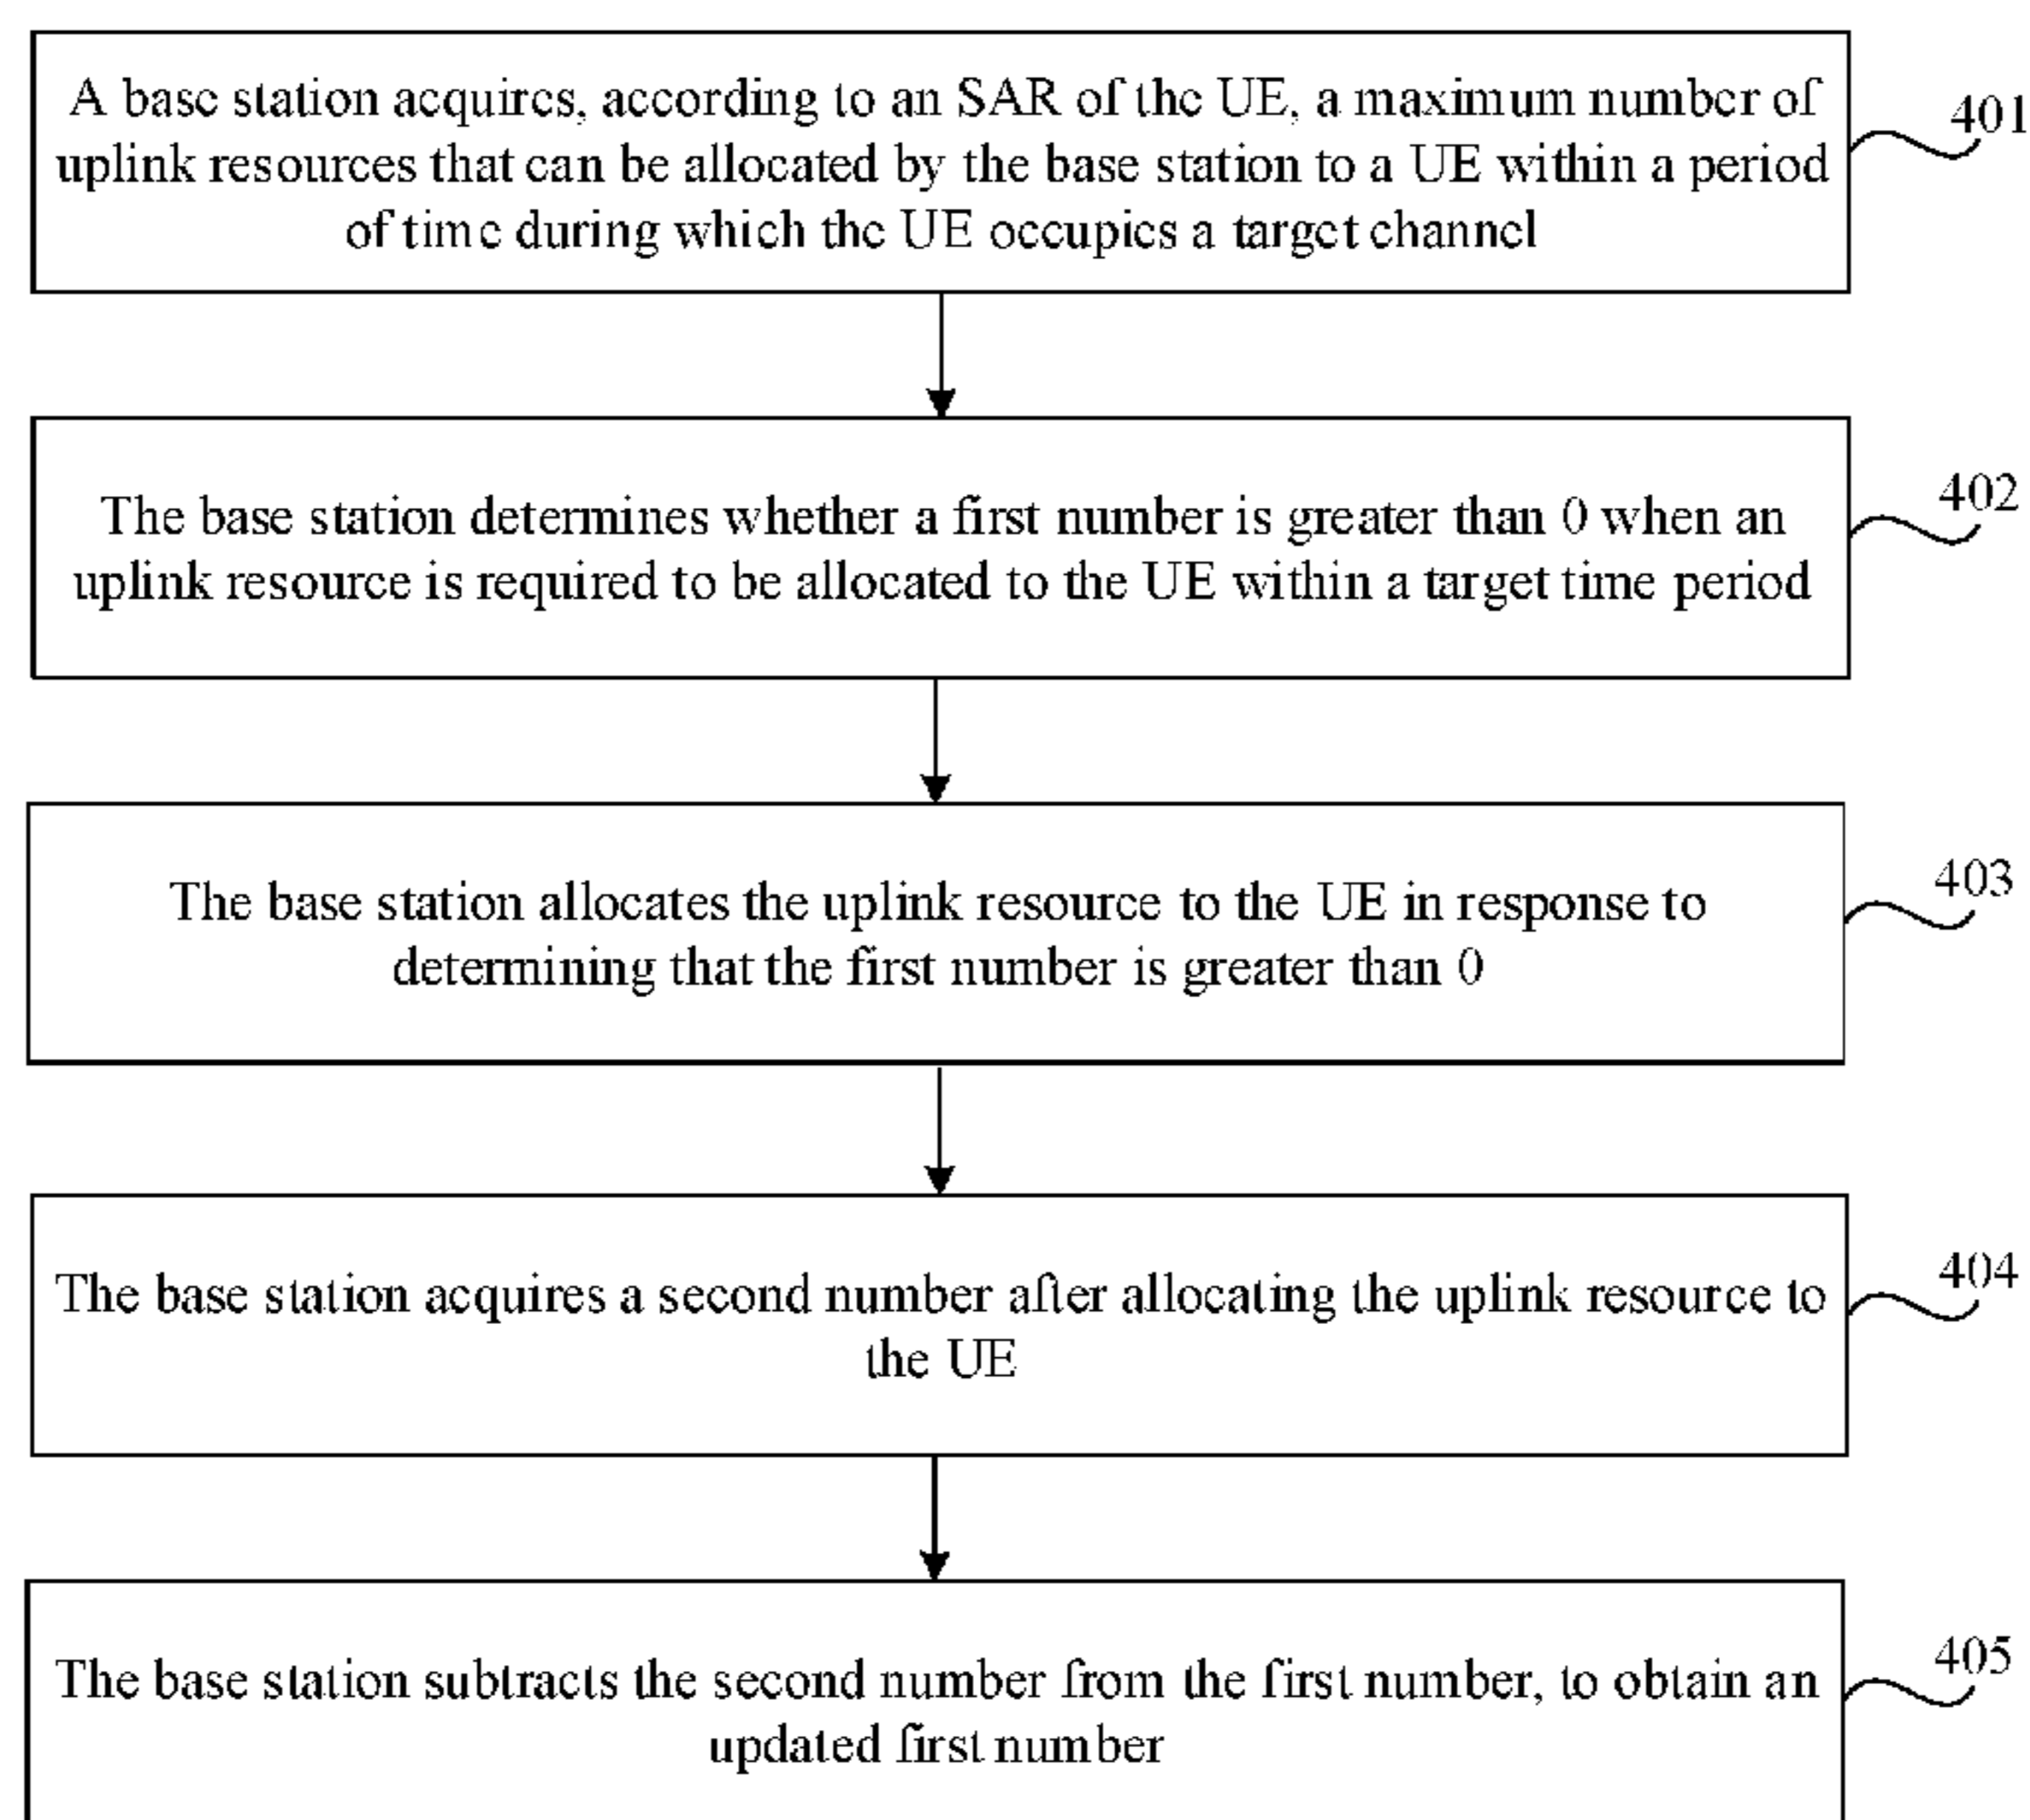 A base station acquires, according to an SAR of the UE, a maximum number of
uplink resources that can be allocated by the base station to a UE within a period
of time during which the UE occupies a target channel
401
The base station determines whether a first number is greater than 0 when an
uplink resource is required to be allocated to the UE within a target time period
402
The base station allocates the uplink resource to the UE in response to
determining that the first number is greater than 0
403
The base station acquires a second number after allocating the uplink resource to
the UE
404
The base station subtracts the second number from the first number, to obtain an
updated first number
405